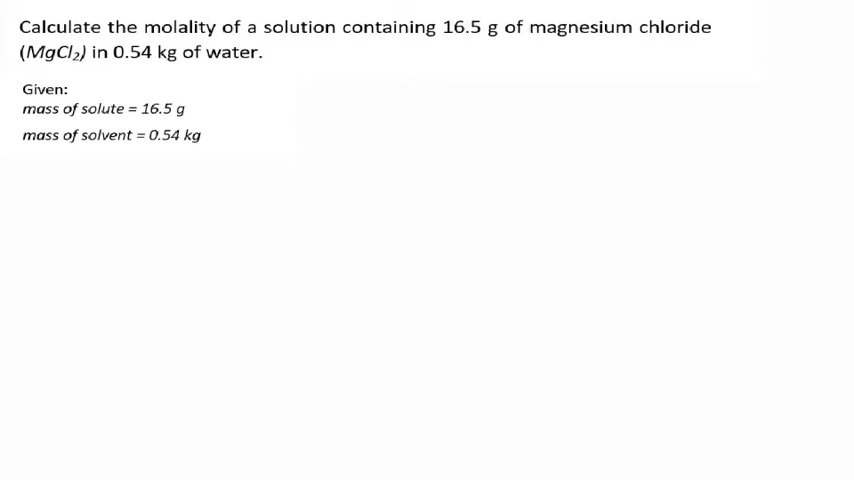 Calculate the molality of a solution containing 16.5 g of magnesium chloride
(MgCl₂) in 0.54 kg of water.
Given:
mass of solute = 16.5 g
mass of solvent = 0.54 kg